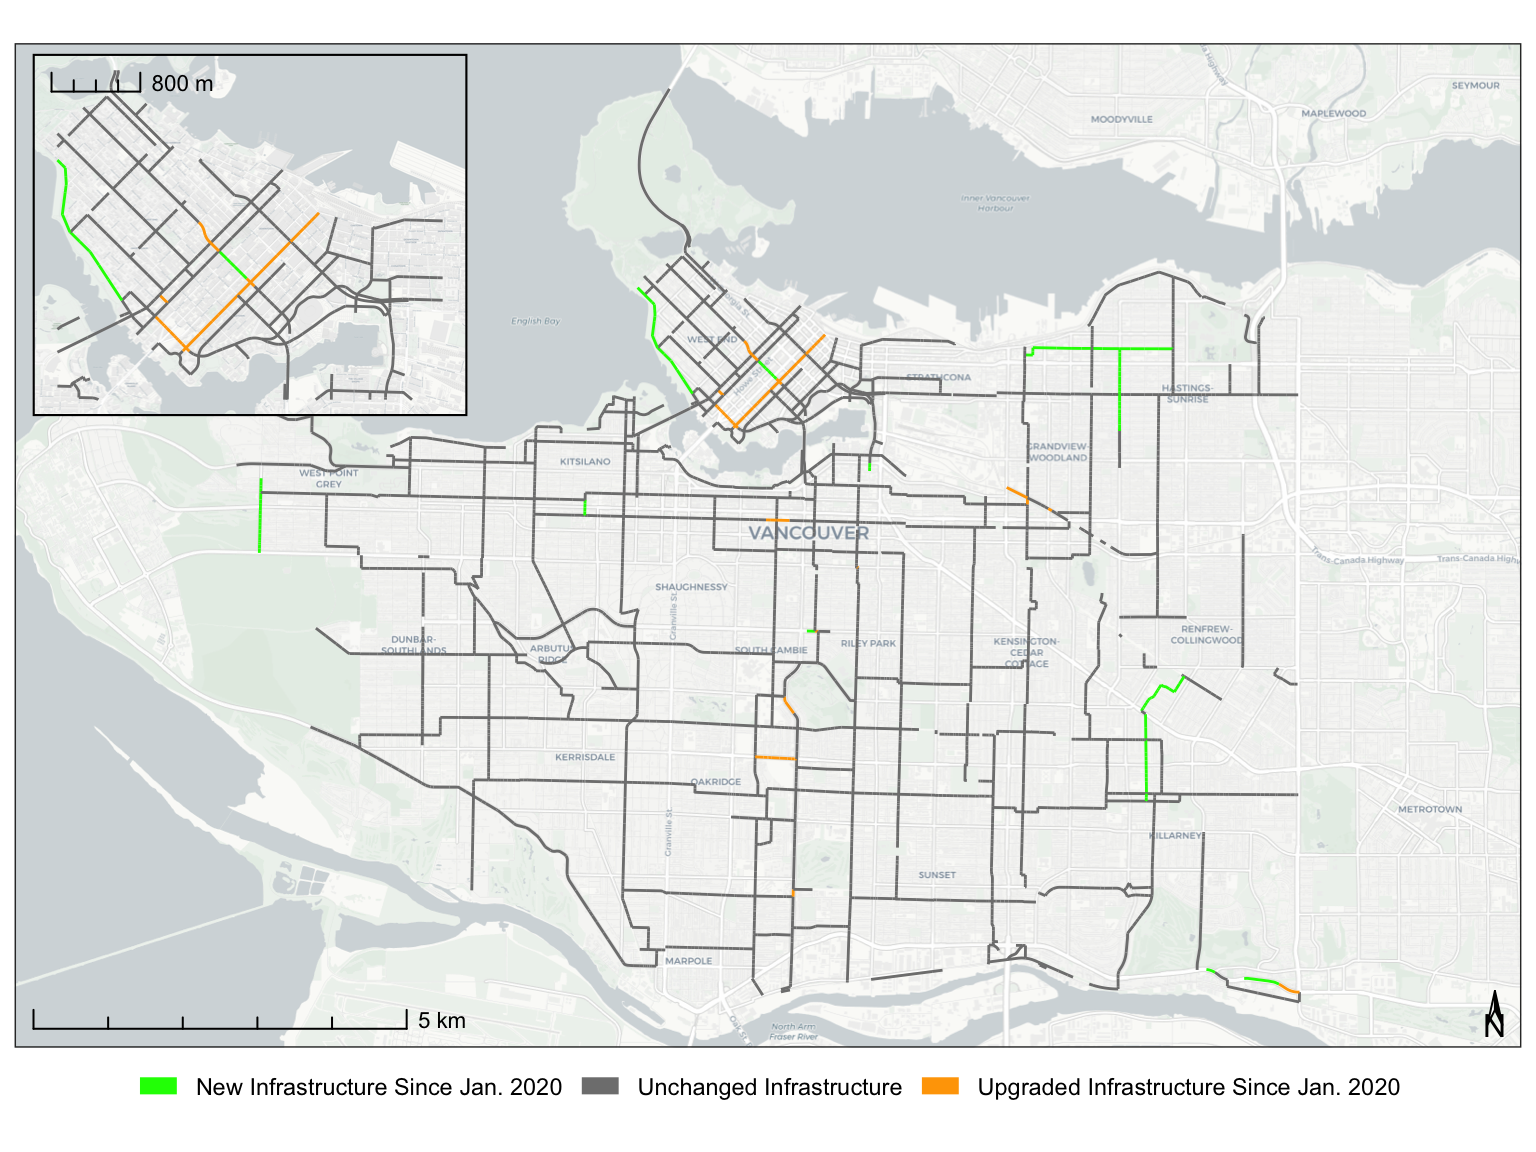 800 m
SEYMOUR
MOODYVILLE
MAPLEWOOD
Inner Vancouver
Harbour
English Bay
WEST END
Howe Street
STRATHCONA
HASTINGS-
SUNRISE
GRANDVIEW-
WOODLAND
KITSILANO
WEST POINT
GREY
VANCOUVER
Trans-Canada Highway
SHAUGHNESSY
Granville St.
DUNBAR-
SOUTHLANDS
ARBUTUS
RIDGE
SOUTH CAMBIE
RILEY PARK
KENSINGTON-
CEDAR
COTTAGE
RENFREW-
COLLINGWOOD
KERRISDALE
OAKRIDGE
Granville St.
METROTOWN
KILLARNEY
SUNSET
MARPOLE
5 km
North Arm
Fraser River
N
New Infrastructure Since Jan. 2020
Unchanged Infrastructure
Upgraded Infrastructure Since Jan. 2020